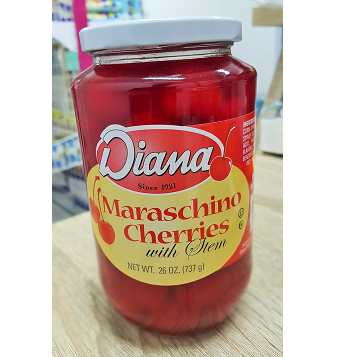 Diana
Since 1921
Maraschino
Cherries
with Stem
NET WT. 26 OZ. (737 g)